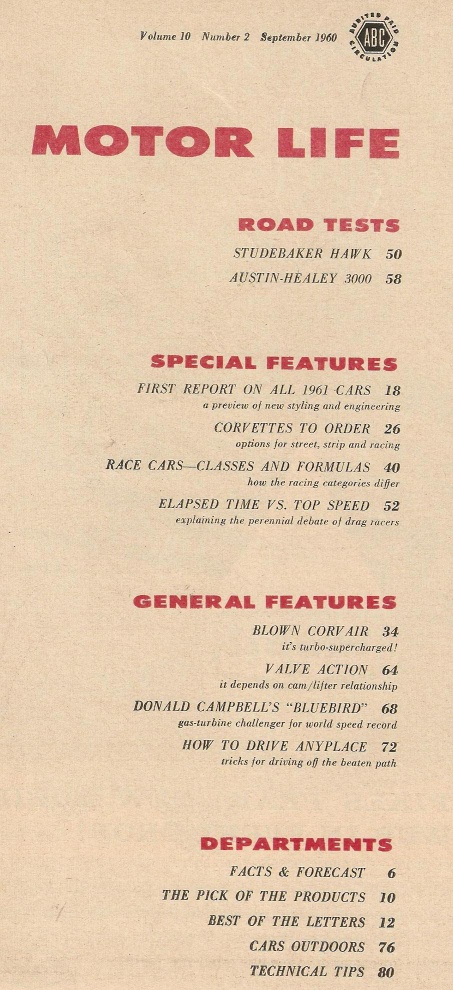 Volume 10 Number 2 September 1960
AUDITED PAID
ABC
CIRCULATION
MOTOR LIFE
ROAD TESTS
STUDEBAKER HAWK 50
AUSTIN-HEALEY 3000 58
SPECIAL FEATURES
FIRST REPORT ON ALL 1961 CARS 18
a preview of new styling and engineering
CORVETTES TO ORDER 26
options for street, strip and racing
RACE CARS—CLASSES AND FORMULAS 40
how the racing categories differ
ELAPSED TIME VS. TOP SPEED 52
explaining the perennial debate of drag racers
GENERAL FEATURES
BLOWN CORVAIR 34
it's turbo-supercharged!
VALVE ACTION 64
it depends on cam/lifter relationship
DONALD CAMPBELL'S "BLUEBIRD" 68
gas-turbine challenger for world speed record
HOW TO DRIVE ANYPLACE 72
tricks for driving off the beaten path
DEPARTMENTS
FACTS & FORECAST 6
THE PICK OF THE PRODUCTS 10
BEST OF THE LETTERS 12
CARS OUTDOORS 76
TECHNICAL TIPS 80